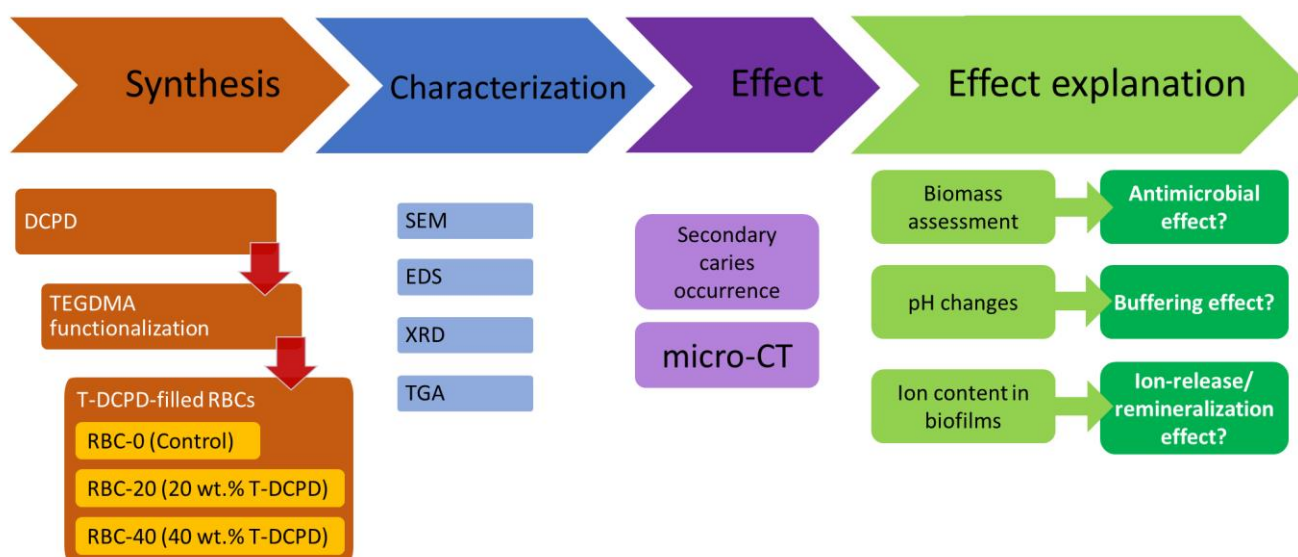 Synthesis
Characterization
Effect
Effect explanation
DCPD
TEGDMA
functionalization
T-DCPD-filled RBCs
RBC-0 (Control)
RBC-20 (20 wt.% T-DCPD)
RBC-40 (40 wt.% T-DCPD)
SEM
EDS
XRD
TGA
Secondary
caries
occurrence
micro-CT
Biomass
assessment
Antimicrobial
effect?
pH changes
Buffering effect?
Ion content in
biofilms
Ion-release/
remineralization
effect?